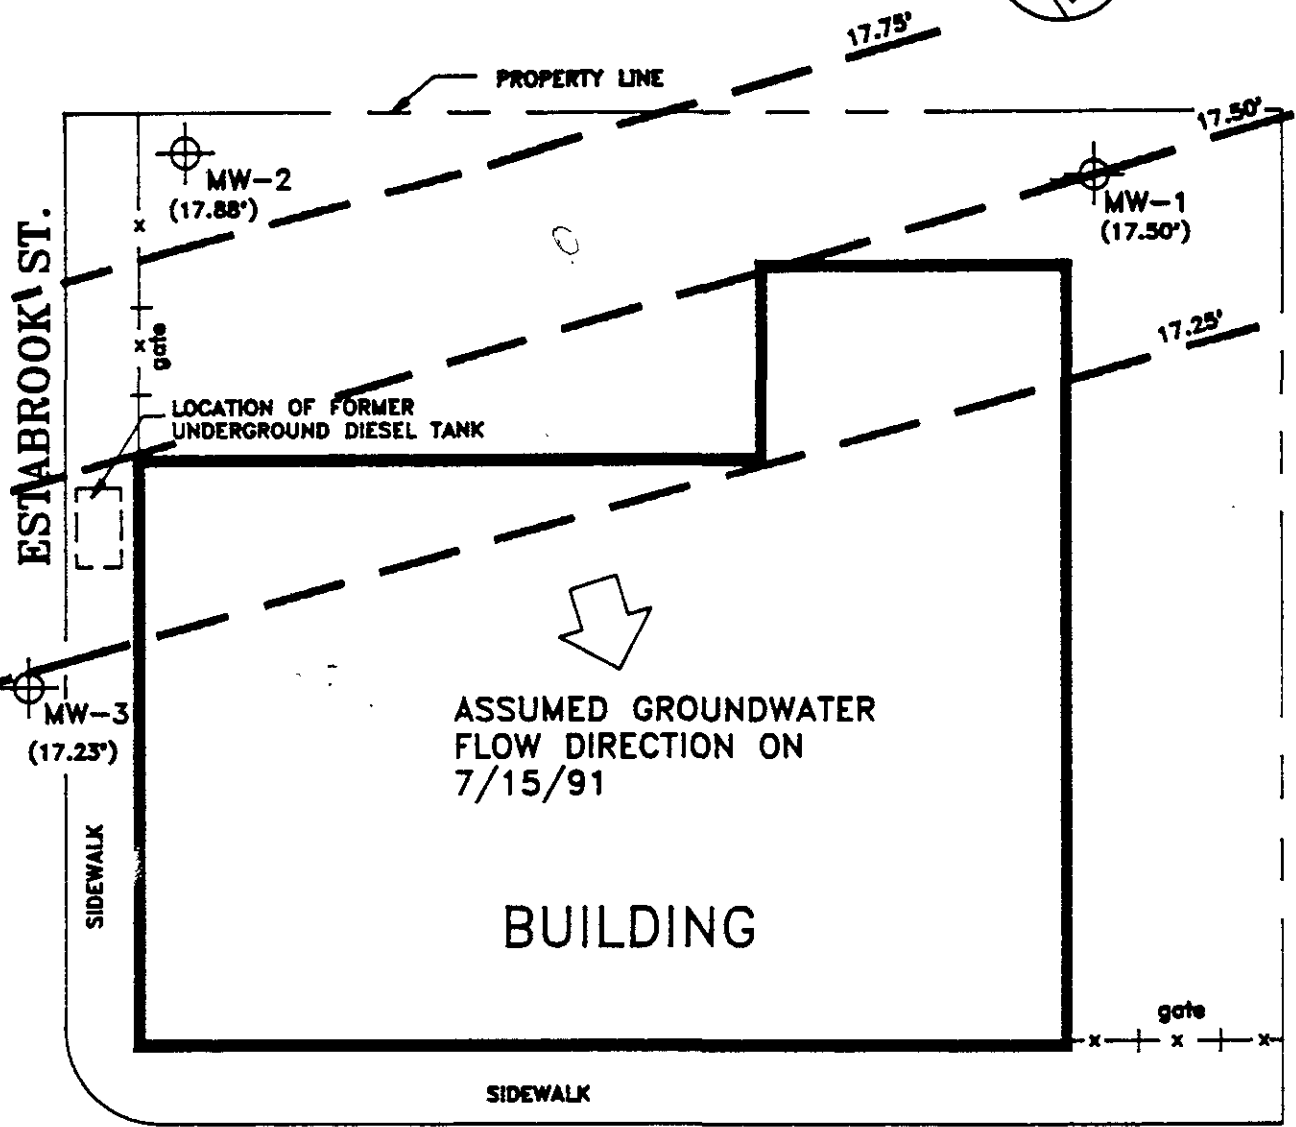 17.75'
PROPERTY LINE
17.50'
MW-2
(17.88')
MW-1
(17.50')
ESTABROOK ST.
gate
17.25'
LOCATION OF FORMER
UNDERGROUND DIESEL TANK
MW-3
(17.23')
ASSUMED GROUNDWATER
FLOW DIRECTION ON
7/15/91
SIDEWALK
BUILDING
gate
SIDEWALK